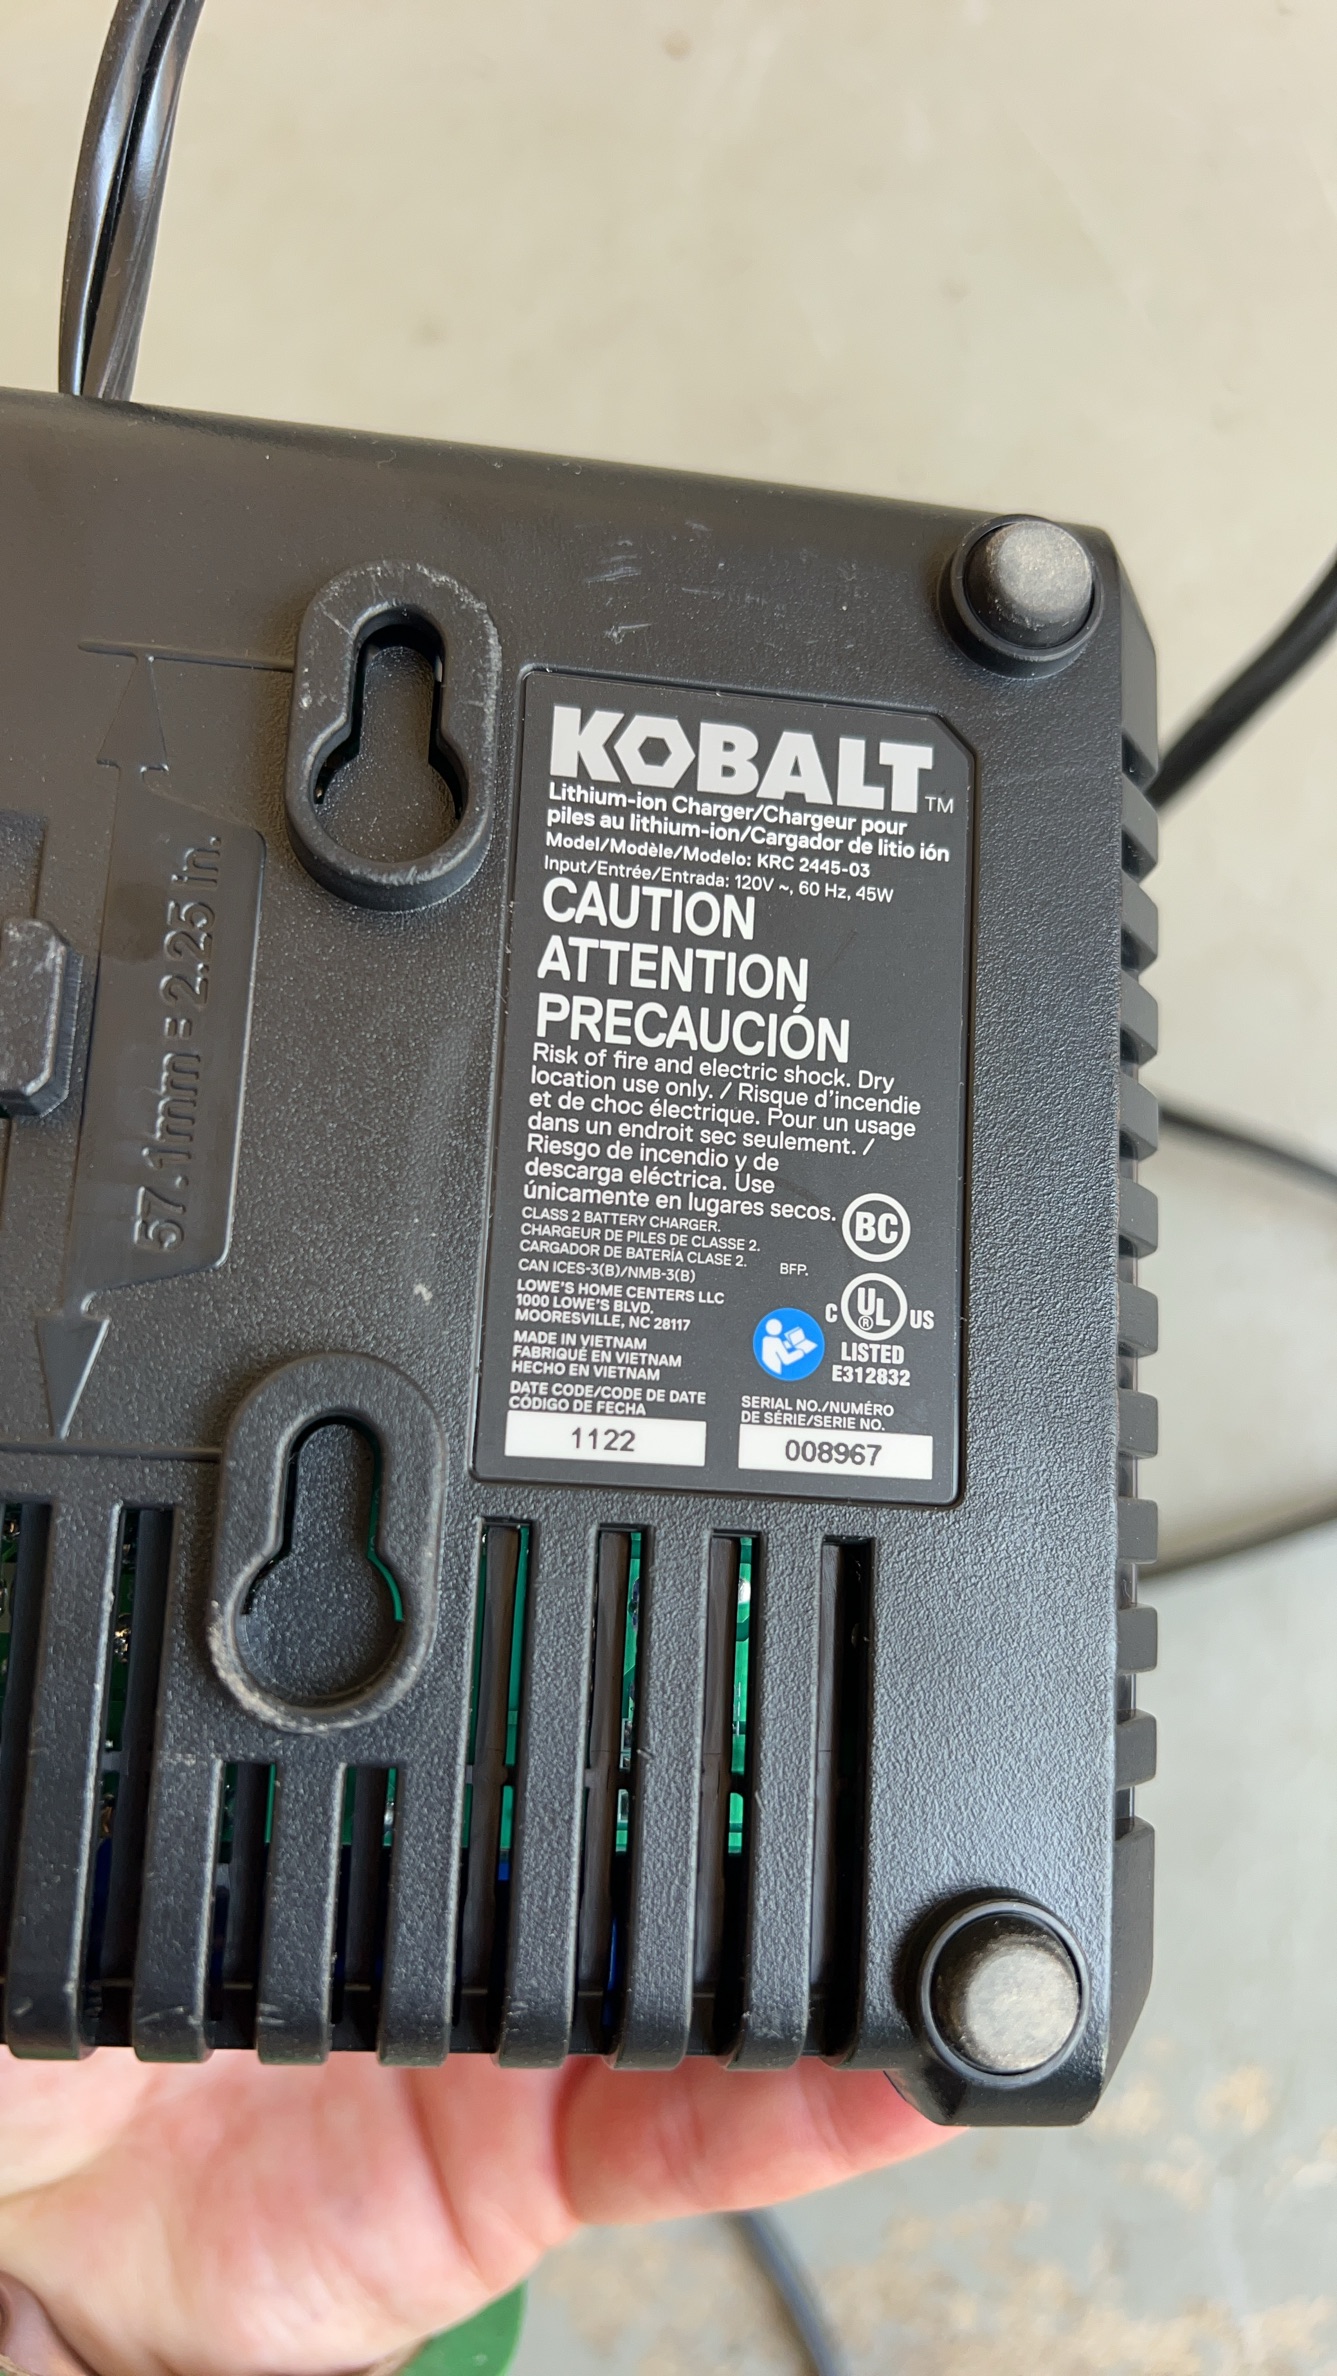 57.1mm = 2.25 in.
KOBALT™
Lithium-ion Charger/Chargeur pour
piles au lithium-ion/Cargador de litio ión
Model/Modèle/Modelo: KRC 2445-03
Input/Entrée/Entrada: 120V ~, 60 Hz, 45W
CAUTION
ATTENTION
PRECAUCIÓN
Risk of fire and electric shock. Dry
location use only. / Risque d'incendie
et de choc électrique. Pour un usage
dans un endroit sec seulement. /
Riesgo de incendio y de
descarga eléctrica. Use
únicamente en lugares secos.
BC
CLASS 2 BATTERY CHARGER.
CHARGEUR DE PILES DE CLASSE 2.
CARGADOR DE BATERÍA CLASE 2.
BFP.
CAN ICES-3(B)/NMB-3(B)
LOWE'S HOME CENTERS LLC
1000 LOWE'S BLVD.
MOORESVILLE, NC 28117
C UL® US
LISTED
E312832
MADE IN VIETNAM
FABRIQUÉ EN VIETNAM
HECHO EN VIETNAM
DATE CODE/CODE DE DATE
CÓDIGO DE FECHA
1122
SERIAL NO./NUMÉRO
DE SÉRIE/SERIE NO.
008967